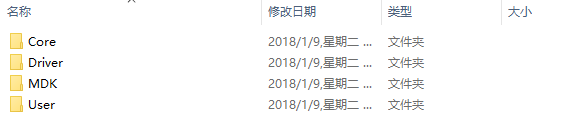 名称 修改日期 类型 大小
Core 2018/1/9,星期二 ... 文件夹
Driver 2018/1/9,星期二 ... 文件夹
MDK 2018/1/9,星期二 ... 文件夹
User 2018/1/9,星期二 ... 文件夹